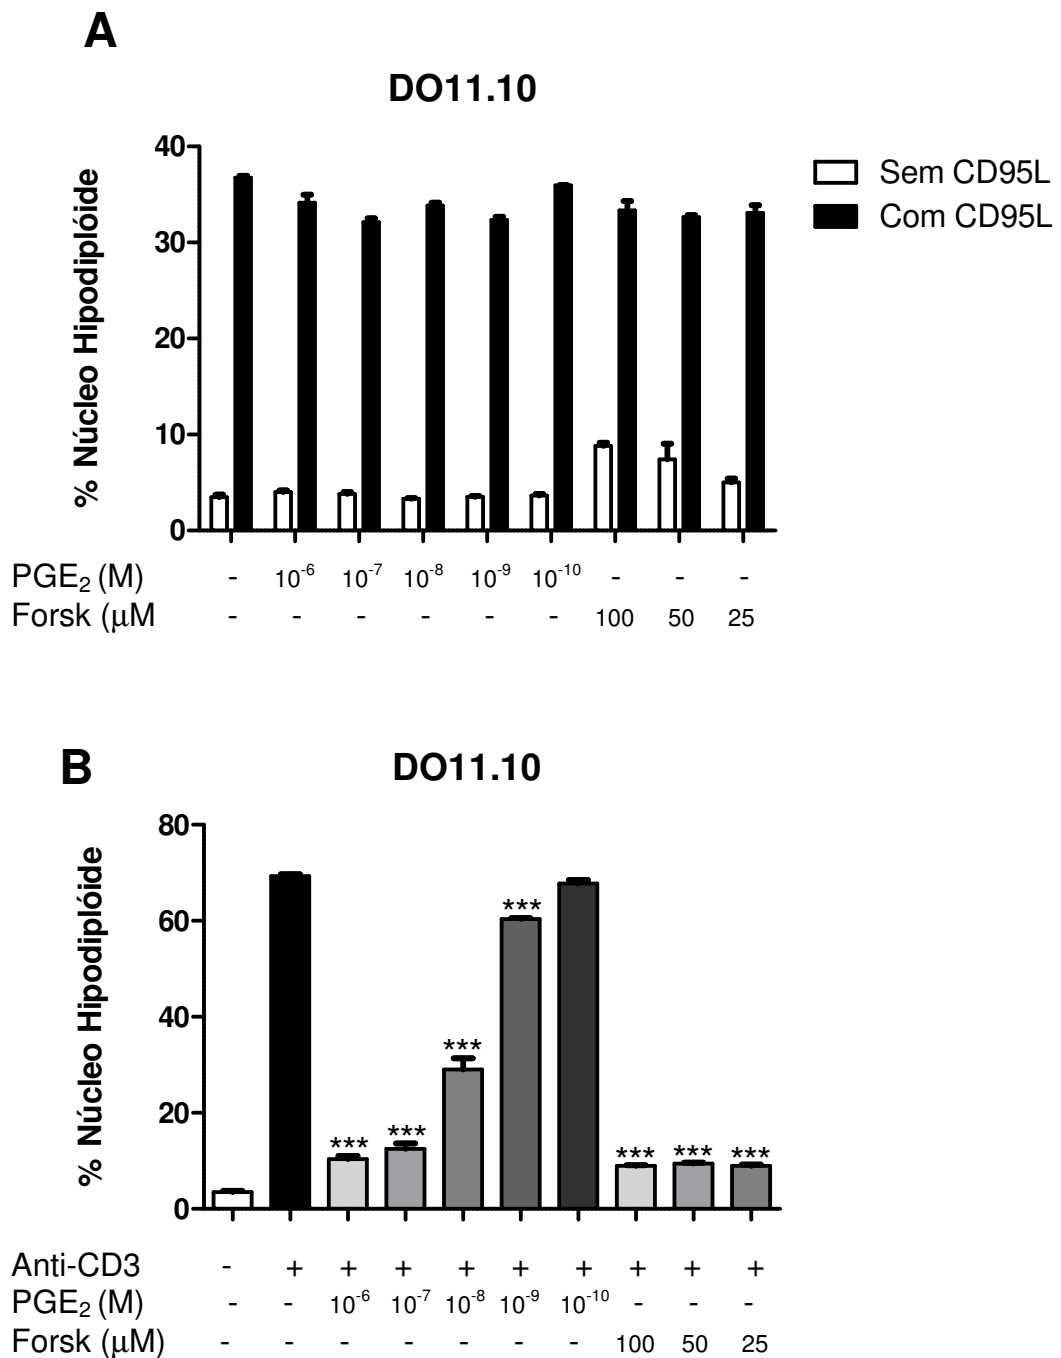 A
DO11.10
% Núcleo Hipodiplóide
40
30
20
10
0
Sem CD95L
Com CD95L
PGE₂ (M) - 10⁻⁶ 10⁻⁷ 10⁻⁸ 10⁻⁹ 10⁻¹⁰ - - -
Forsk (µM - - - - - - 100 50 25
B
DO11.10
% Núcleo Hipodiplóide
80
60
40
20
0
*** *** *** *** *** *** ***
Anti-CD3 - + + + + + + + + +
PGE₂ (M) - - 10⁻⁶ 10⁻⁷ 10⁻⁸ 10⁻⁹ 10⁻¹⁰ - - -
Forsk (µM) - - - - - - - 100 50 25